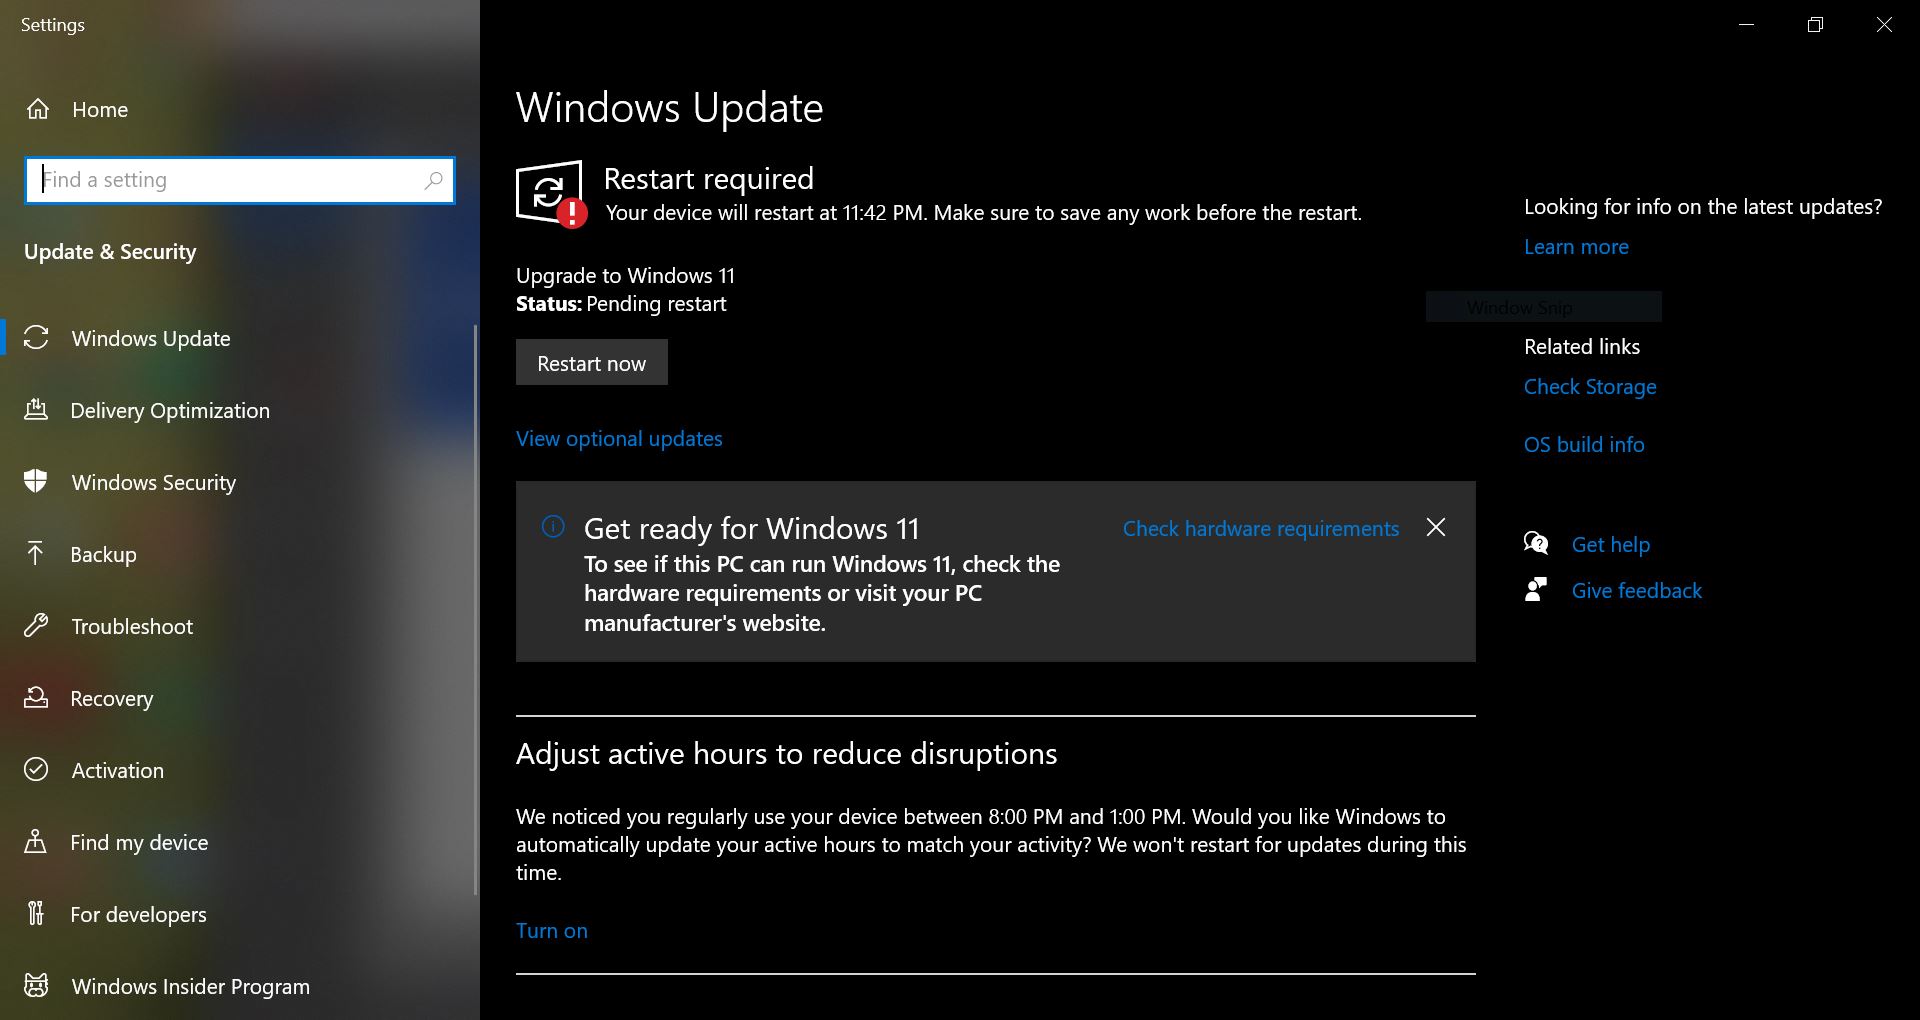 Settings
Home
Find a setting
Update & Security
Windows Update
Delivery Optimization
Windows Security
Backup
Troubleshoot
Recovery
Activation
Find my device
For developers
Windows Insider Program
Windows Update
Restart required
Your device will restart at 11:42 PM. Make sure to save any work before the restart.
Upgrade to Windows 11
Status: Pending restart
Restart now
View optional updates
Get ready for Windows 11
Check hardware requirements
To see if this PC can run Windows 11, check the
hardware requirements or visit your PC
manufacturer's website.
Adjust active hours to reduce disruptions
We noticed you regularly use your device between 8:00 PM and 1:00 PM. Would you like Windows to
automatically update your active hours to match your activity? We won't restart for updates during this
time.
Turn on
Looking for info on the latest updates?
Learn more
Window Snip
Related links
Check Storage
OS build info
Get help
Give feedback